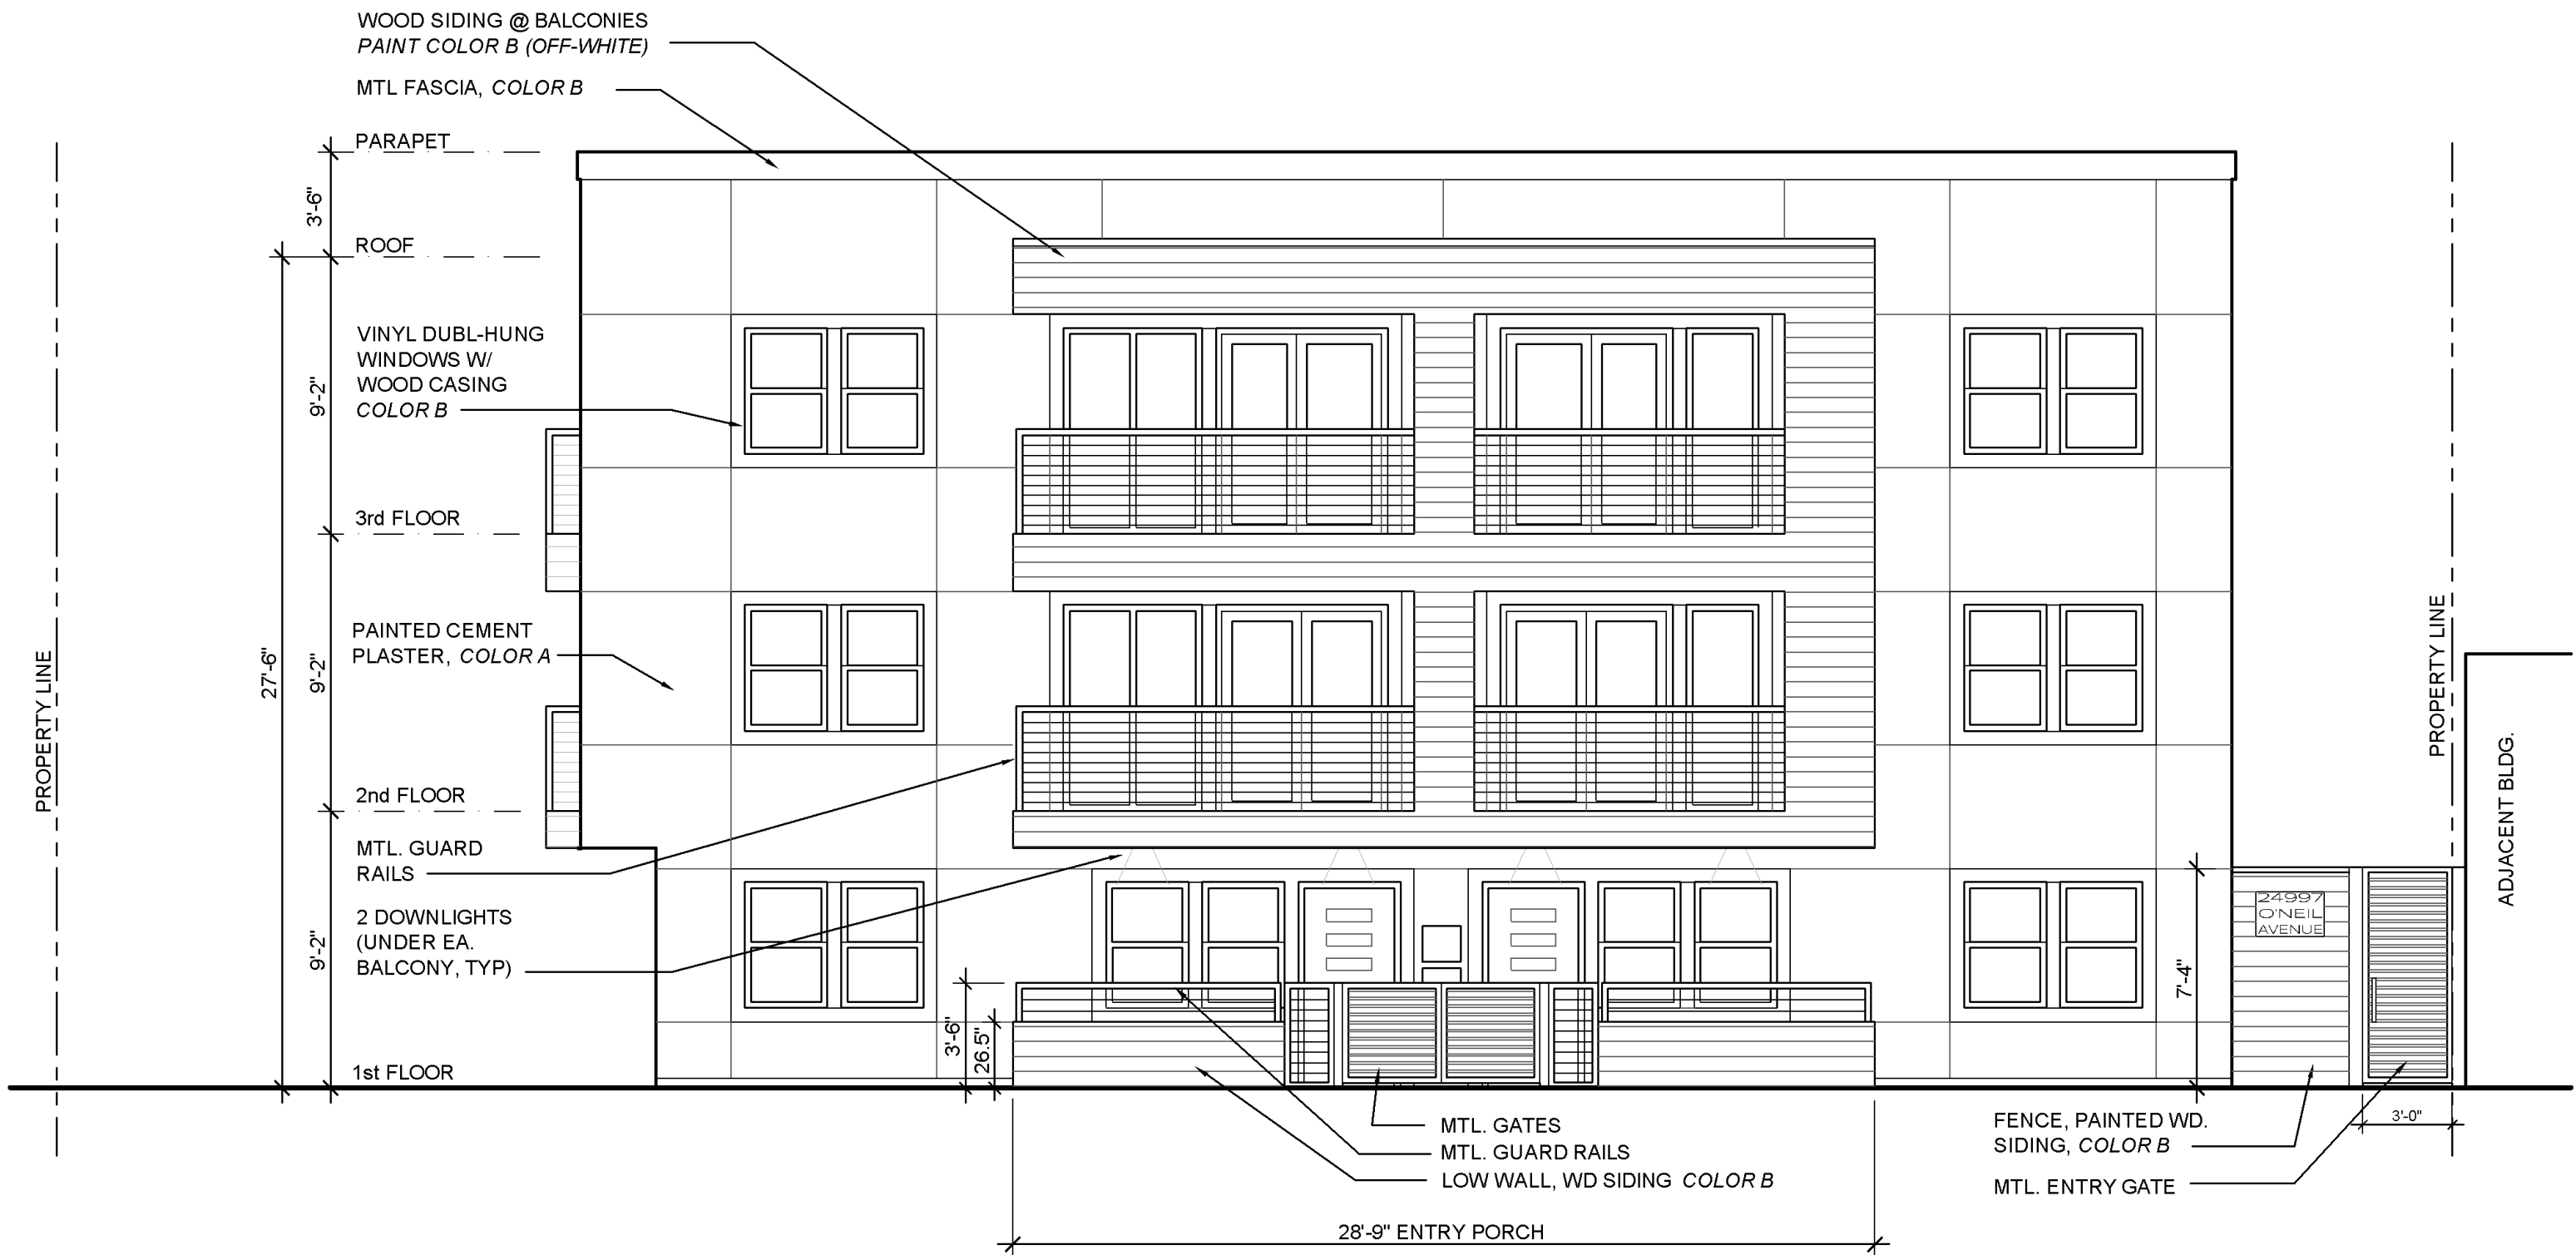 WOOD SIDING @ BALCONIES
PAINT COLOR B (OFF-WHITE)
MTL FASCIA, COLOR B
PARAPET
3'-6"
ROOF
VINYL DUBL-HUNG
WINDOWS W/
WOOD CASING
COLOR B
9'-2"
3rd FLOOR
PAINTED CEMENT
PLASTER, COLOR A
9'-2"
27'-6"
PROPERTY LINE
2nd FLOOR
MTL. GUARD
RAILS
2 DOWNLIGHTS
(UNDER EA.
BALCONY, TYP)
9'-2"
1st FLOOR
3'-6"
26.5"
MTL. GATES
MTL. GUARD RAILS
LOW WALL, WD SIDING COLOR B
28'-9" ENTRY PORCH
7'-4"
24997
O'NEIL
AVENUE
PROPERTY LINE
ADJACENT BLDG.
3'-0"
FENCE, PAINTED WD.
SIDING, COLOR B
MTL. ENTRY GATE